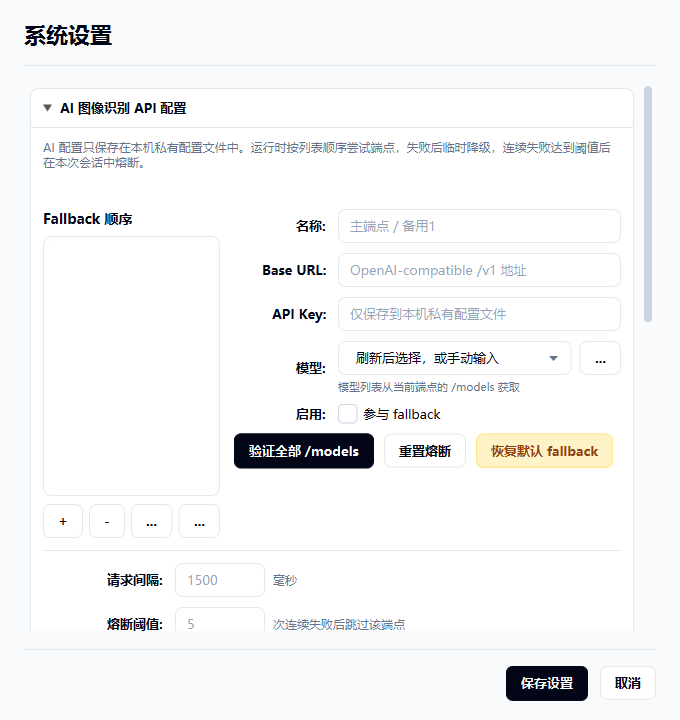 系统设置
▼ AI 图像识别 API 配置
AI 配置只保存在本机私有配置文件中。运行时按列表顺序尝试端点，失败后临时降级，连续失败达到阈值后
在本次会话中熔断。
Fallback 顺序
名称: 主端点 / 备用1
Base URL: OpenAI-compatible /v1 地址
API Key: 仅保存到本机私有配置文件
模型: 刷新后选择，或手动输入 ...
模型列表从当前端点的 /models 获取
启用: 参与 fallback
验证全部 /models 重置熔断 恢复默认 fallback
+ - ... ...
请求间隔: 1500 毫秒
熔断阈值: 5 次连续失败后跳过该端点
保存设置 取消